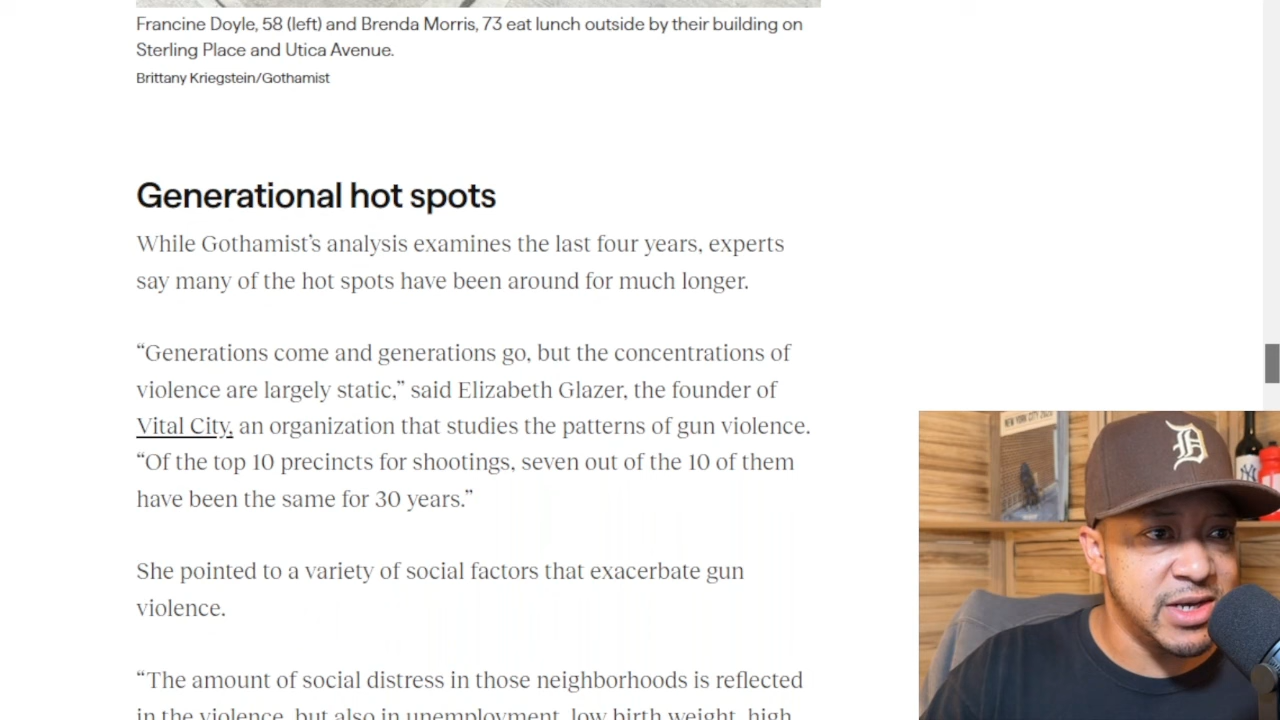 Francine Doyle, 58 (left) and Brenda Morris, 73 eat lunch outside by their building on
Sterling Place and Utica Avenue.
Brittany Kriegstein/Gothamist
Generational hot spots
While Gothamist’s analysis examines the last four years, experts
say many of the hot spots have been around for much longer.
“Generations come and generations go, but the concentrations of
violence are largely static,” said Elizabeth Glazer, the founder of
Vital City, an organization that studies the patterns of gun violence.
“Of the top 10 precincts for shootings, seven out of the 10 of them
have been the same for 30 years.”
She pointed to a variety of social factors that exacerbate gun
violence.
“The amount of social distress in those neighborhoods is reflected
in the violence, but also in unemployment, low birth weight, high
NEW YORK CITY
D
NY